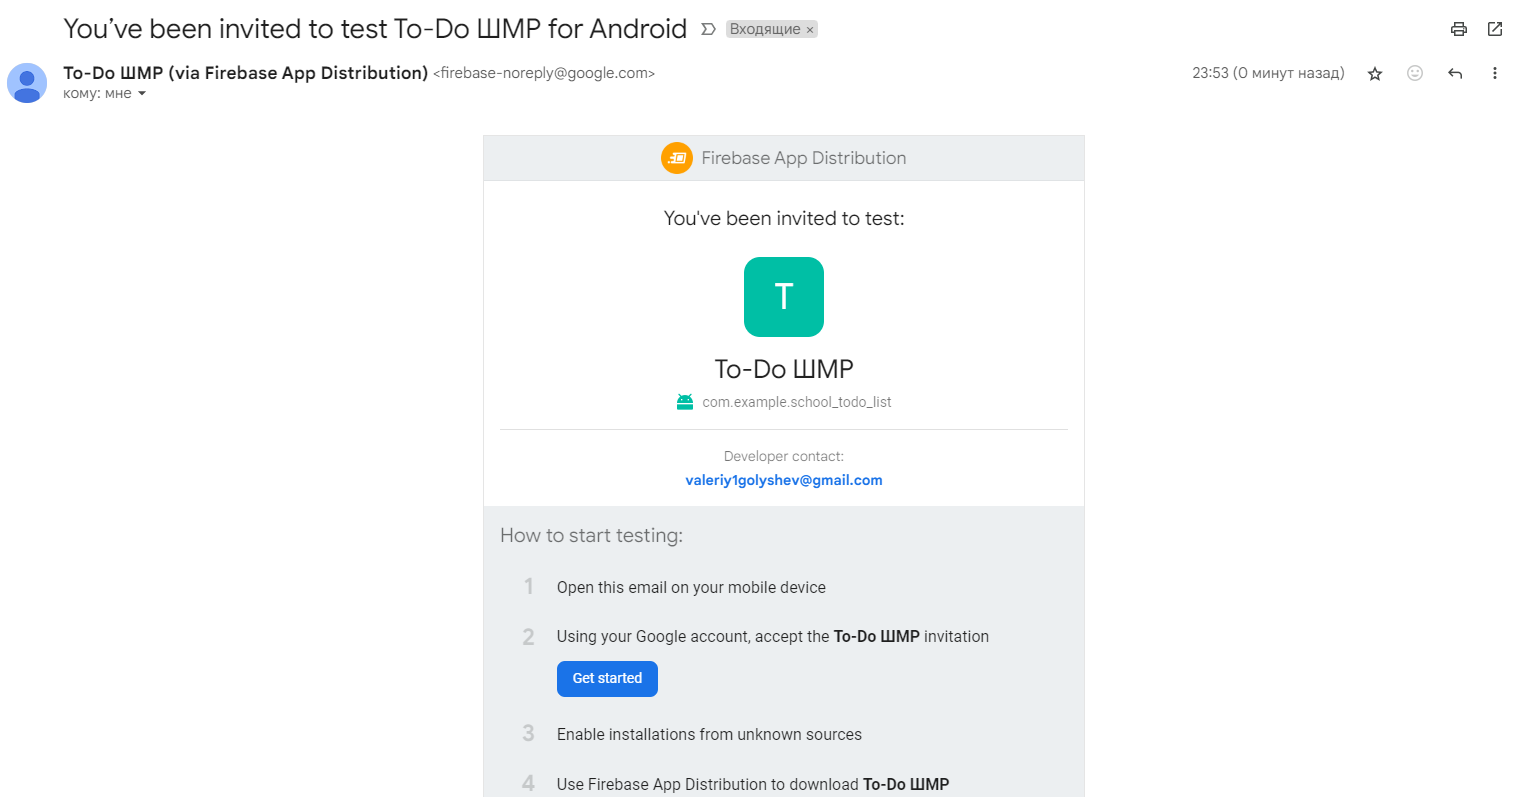 You’ve been invited to test To-Do ШМР for Android
Входящие ×
To-Do ШМР (via Firebase App Distribution) <firebase-noreply@google.com>
23:53 (0 минут назад)
кому: мне
Firebase App Distribution
You've been invited to test:
T
To-Do ШМР
com.example.school_todo_list
Developer contact:
valeriy1golyshev@gmail.com
How to start testing:
1 Open this email on your mobile device
2 Using your Google account, accept the To-Do ШМР invitation
Get started
3 Enable installations from unknown sources
4 Use Firebase App Distribution to download To-Do ШМР